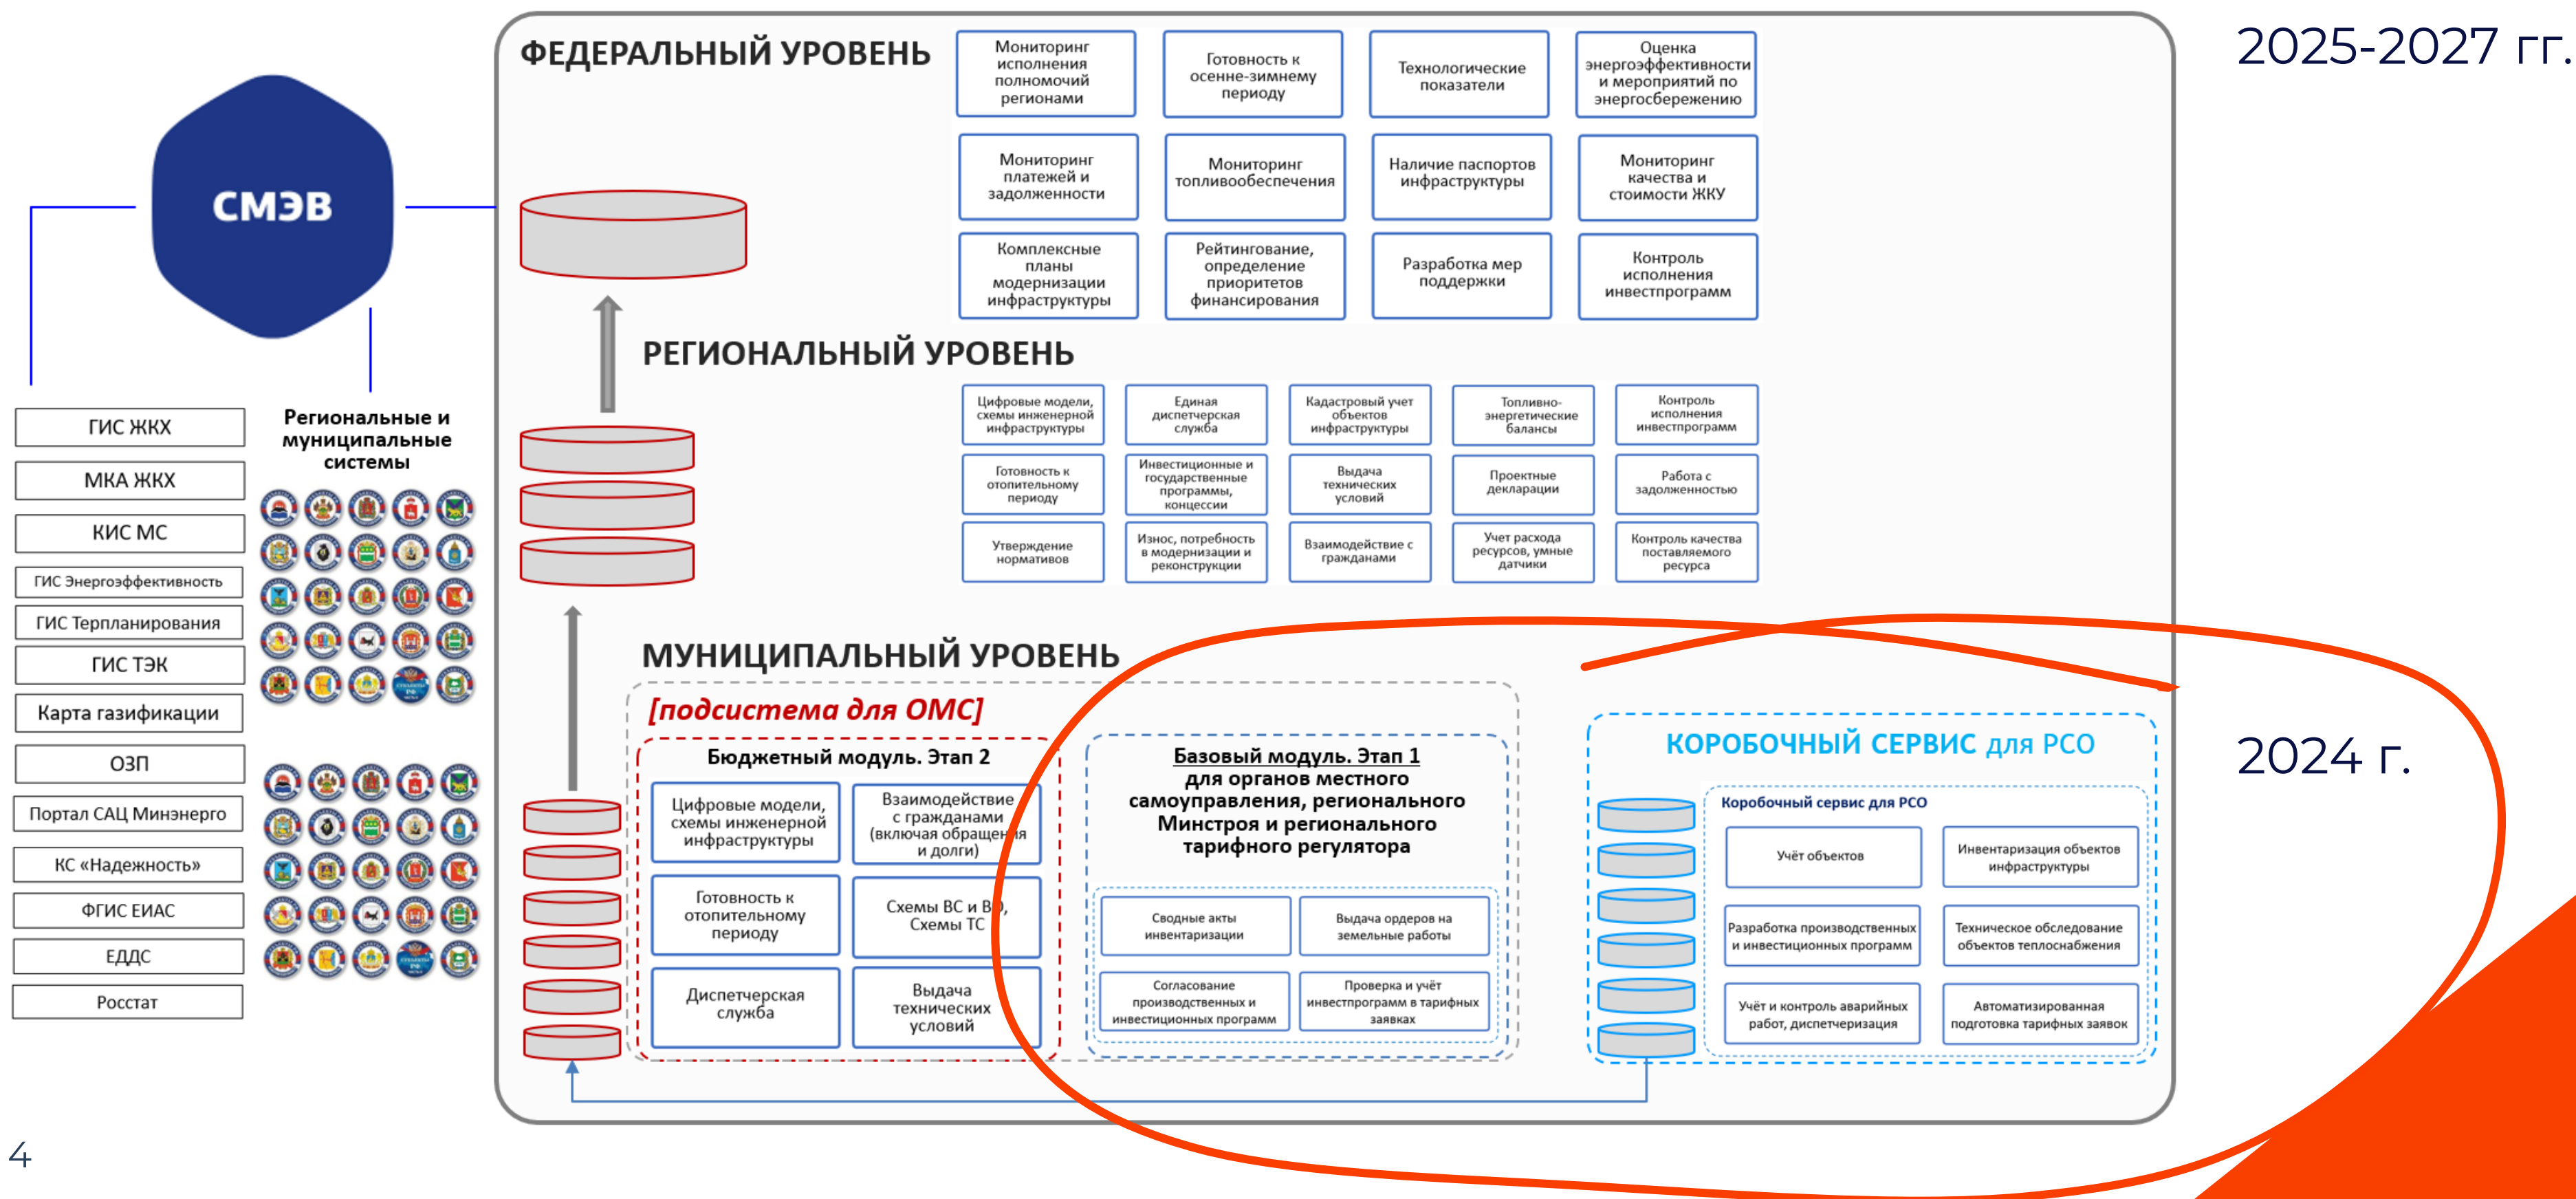 2025-2027 гг.
ФЕДЕРАЛЬНЫЙ УРОВЕНЬ
Мониторинг
исполнения
полномочий
регионами
Готовность к
осенне-зимнему
периоду
Технологические
показатели
Оценка
энергоэффективности
и мероприятий по
энергосбережению
Мониторинг
платежей и
задолженности
Мониторинг
топливообеспечения
Наличие паспортов
инфраструктуры
Мониторинг
качества и
стоимости ЖКУ
Комплексные
планы
модернизации
инфраструктуры
Рейтингование,
определение
приоритетов
финансирования
Разработка мер
поддержки
Контроль
исполнения
инвестпрограмм
СМЭВ
ГИС ЖКХ
МКА ЖКХ
КИС МС
ГИС Энергоэффективность
ГИС Терпланирования
ГИС ТЭК
Карта газификации
ОЗП
Портал САЦ Минэнерго
КС «Надежность»
ФГИС ЕИАС
ЕДДС
Росстат
Региональные и
муниципальные
системы
РЕГИОНАЛЬНЫЙ УРОВЕНЬ
Цифровые модели,
схемы инженерной
инфраструктуры
Единая
диспетчерская
служба
Кадастровый учет
объектов
инфраструктуры
Топливно-
энергетические
балансы
Контроль
исполнения
инвестпрограмм
Готовность к
отопительному
периоду
Инвестиционные и
государственные
программы,
концессии
Выдача
технических
условий
Проектные
декларации
Работа с
задолженностью
Утверждение
нормативов
Износ, потребность
в модернизации и
реконструкции
Взаимодействие с
гражданами
Учет расхода
ресурсов, умные
датчики
Контроль качества
поставляемого
ресурса
МУНИЦИПАЛЬНЫЙ УРОВЕНЬ
[подсистема для ОМС]
Бюджетный модуль. Этап 2
Цифровые модели,
схемы инженерной
инфраструктуры
Взаимодействие
с гражданами
(включая обращения
и долги)
Готовность к
отопительному
периоду
Схемы ВС и ВО,
Схемы ТС
Диспетчерская
служба
Выдача
технических
условий
Базовый модуль. Этап 1
для органов местного
самоуправления, регионального
Минстроя и регионального
тарифного регулятора
Сводные акты
инвентаризации
Выдача ордеров на
земельные работы
Согласование
производственных и
инвестиционных программ
Проверка и учёт
инвестпрограмм в тарифных
заявках
КОРОБОЧНЫЙ СЕРВИС для РСО
Коробочный сервис для РСО
Учёт объектов
Инвентаризация объектов
инфраструктуры
Разработка производственных
и инвестиционных программ
Техническое обследование
объектов теплоснабжения
Учёт и контроль аварийных
работ, диспетчеризация
Автоматизированная
подготовка тарифных заявок
2024 г.
4